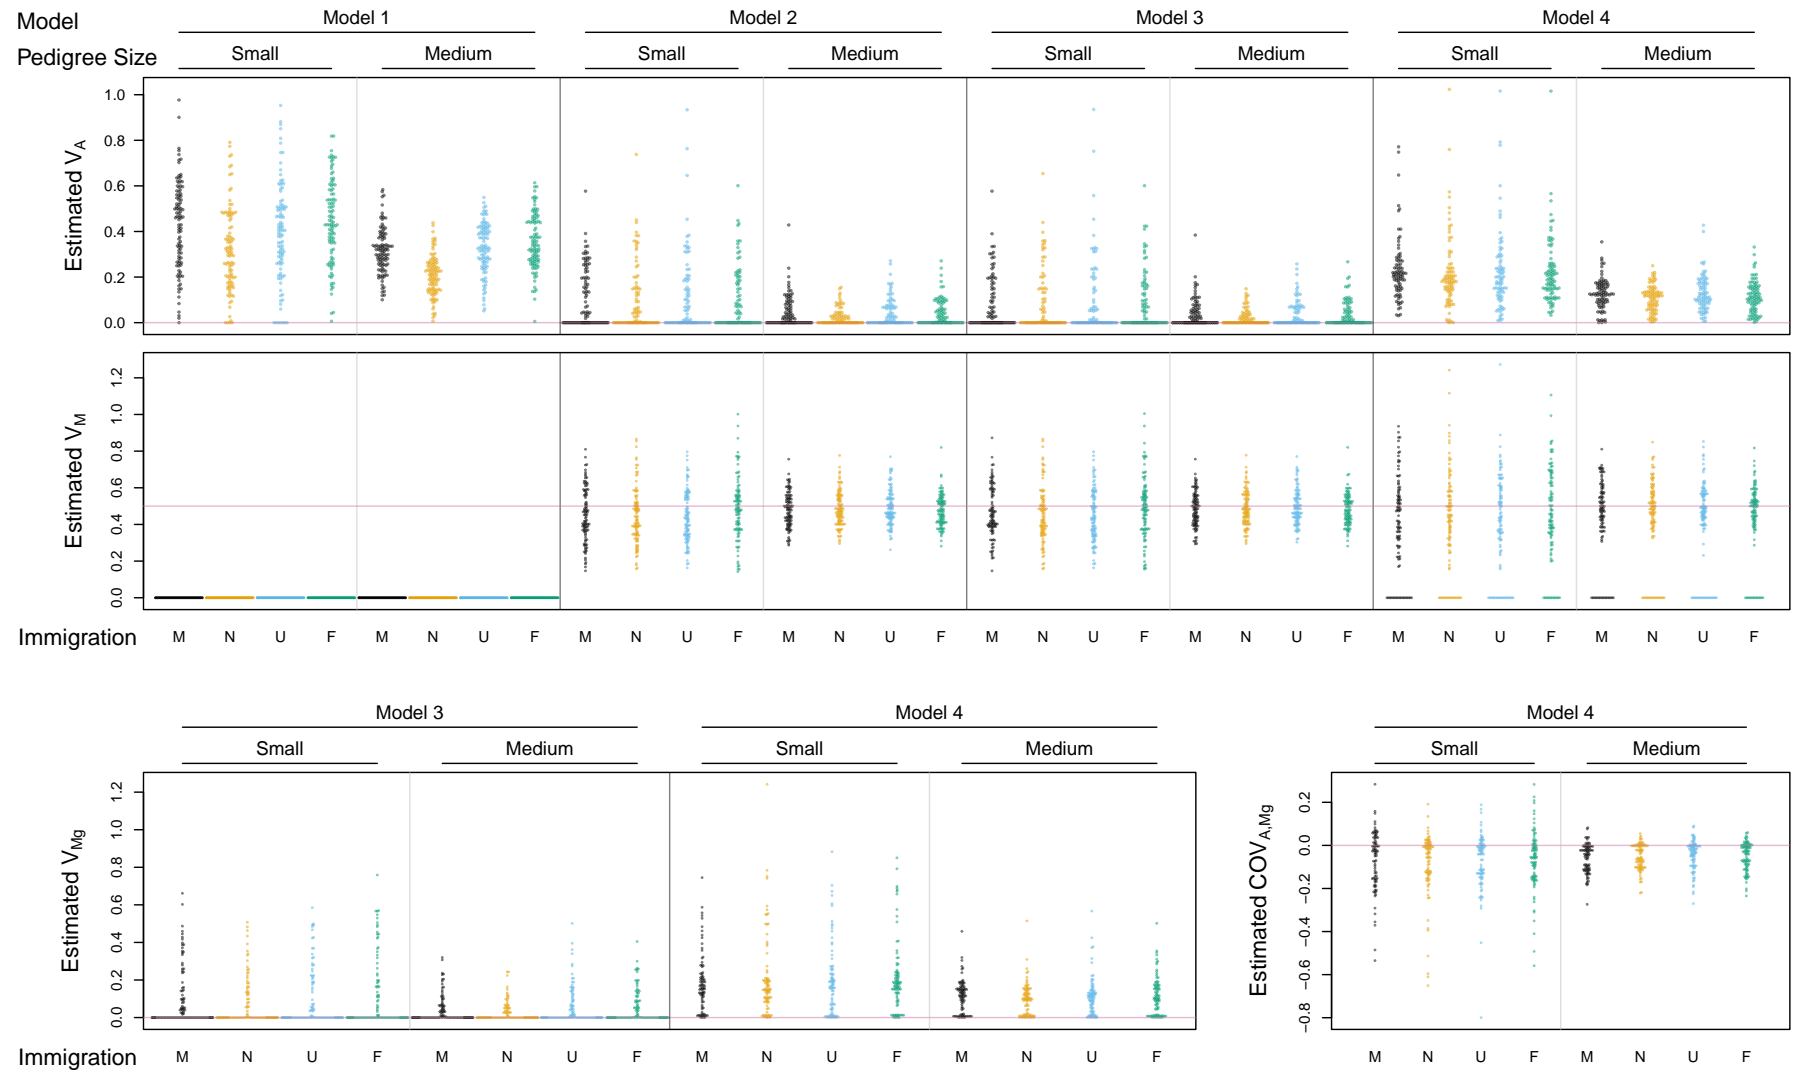 Model Model 1 Model 2 Model 3 Model 4
Pedigree Size Small Medium Small Medium Small Medium Small Medium
Estimated V_A
1.0
0.8
0.6
0.4
0.2
0.0
Estimated V_M
1.2
1.0
0.8
0.6
0.4
0.2
0.0
Immigration M N U F M N U F M N U F M N U F M N U F M N U F M N U F M N U F
Model 3 Model 4
Small Medium Small Medium
Estimated V_Mg
1.2
1.0
0.8
0.6
0.4
0.2
0.0
Immigration M N U F M N U F M N U F M N U F
Model 4
Small Medium
Estimated COV_A,Mg
0.2
0.0
−0.2
−0.4
−0.6
−0.8
M N U F M N U F